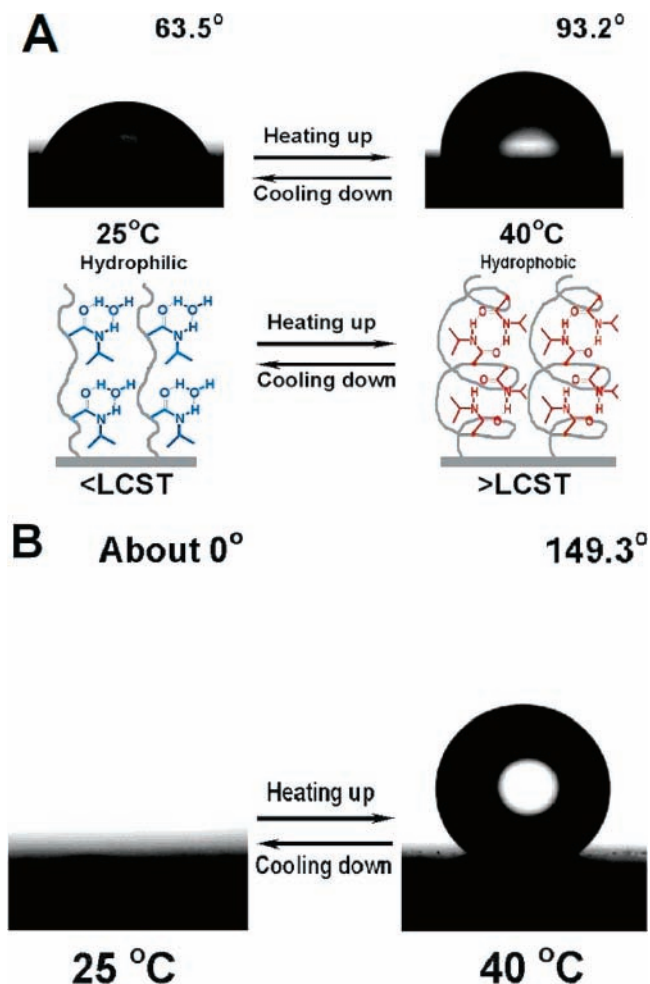 A
63.5°
93.2°
Heating up
Cooling down
25°C
40°C
Hydrophilic
Hydrophobic
Heating up
Cooling down
<LCST
>LCST
B
About 0°
149.3°
Heating up
Cooling down
25 °C
40 °C